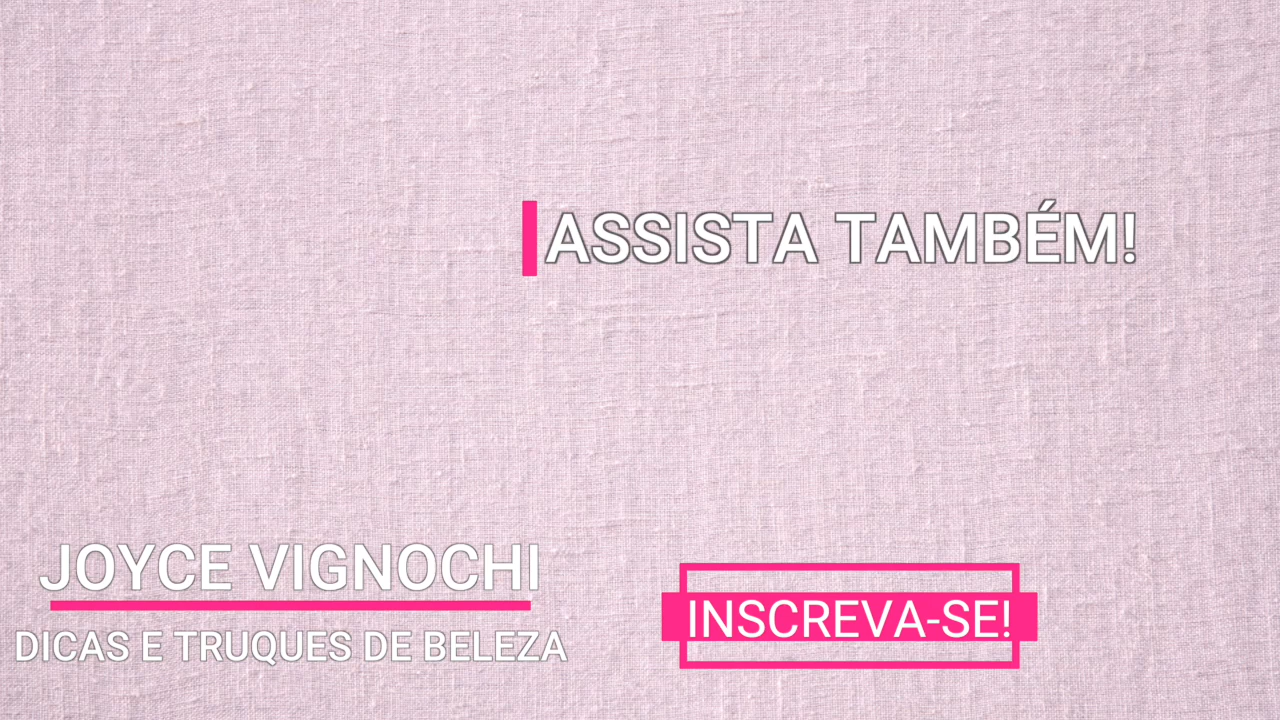 ASSISTA TAMBÉM!
JOYCE VIGNOCHI
DICAS E TRUQUES DE BELEZA
INSCREVA-SE!